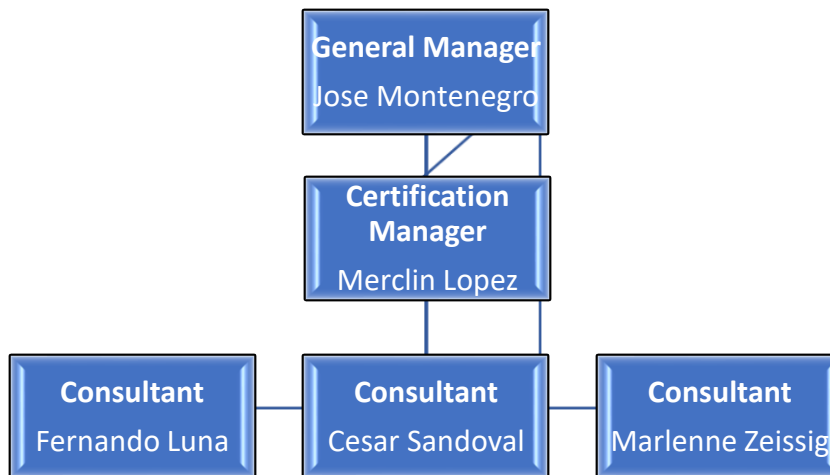 General Manager
Jose Montenegro
Certification
Manager
Merclin Lopez
Consultant
Fernando Luna
Consultant
Cesar Sandoval
Consultant
Marlenne Zeissig